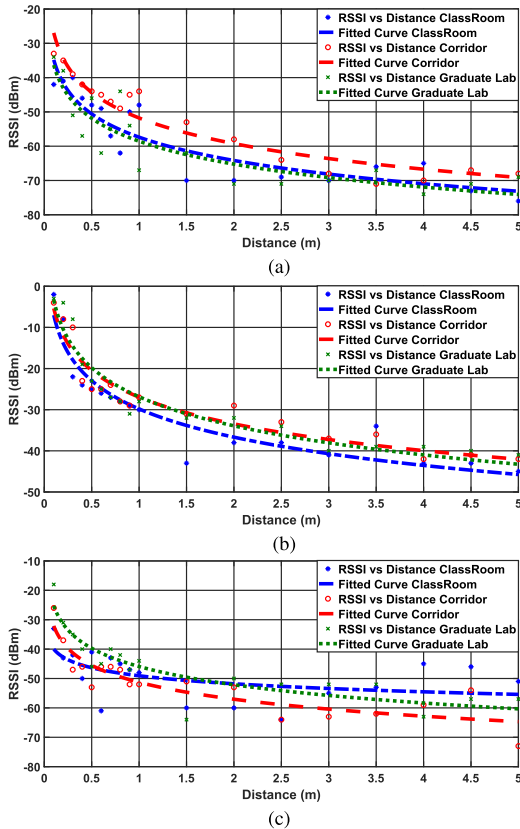 -20
-30
-40
-50
-60
-70
-80
RSSI (dBm)
RSSI vs Distance ClassRoom
Fitted Curve ClassRoom
RSSI vs Distance Corridor
Fitted Curve Corridor
RSSI vs Distance Graduate Lab
Fitted Curve Graduate Lab
0 0.5 1 1.5 2 2.5 3 3.5 4 4.5 5
Distance (m)
(a)
0
-10
-20
-30
-40
-50
RSSI (dBm)
RSSI vs Distance ClassRoom
Fitted Curve ClassRoom
RSSI vs Distance Corridor
Fitted Curve Corridor
RSSI vs Distance Graduate Lab
Fitted Curve Graduate Lab
0 0.5 1 1.5 2 2.5 3 3.5 4 4.5 5
Distance (m)
(b)
-10
-20
-30
-40
-50
-60
-70
-80
RSSI (dBm)
RSSI vs Distance ClassRoom
Fitted Curve ClassRoom
RSSI vs Distance Corridor
Fitted Curve Corridor
RSSI vs Distance Graduate Lab
Fitted Curve Graduate Lab
0 0.5 1 1.5 2 2.5 3 3.5 4 4.5 5
Distance (m)
(c)